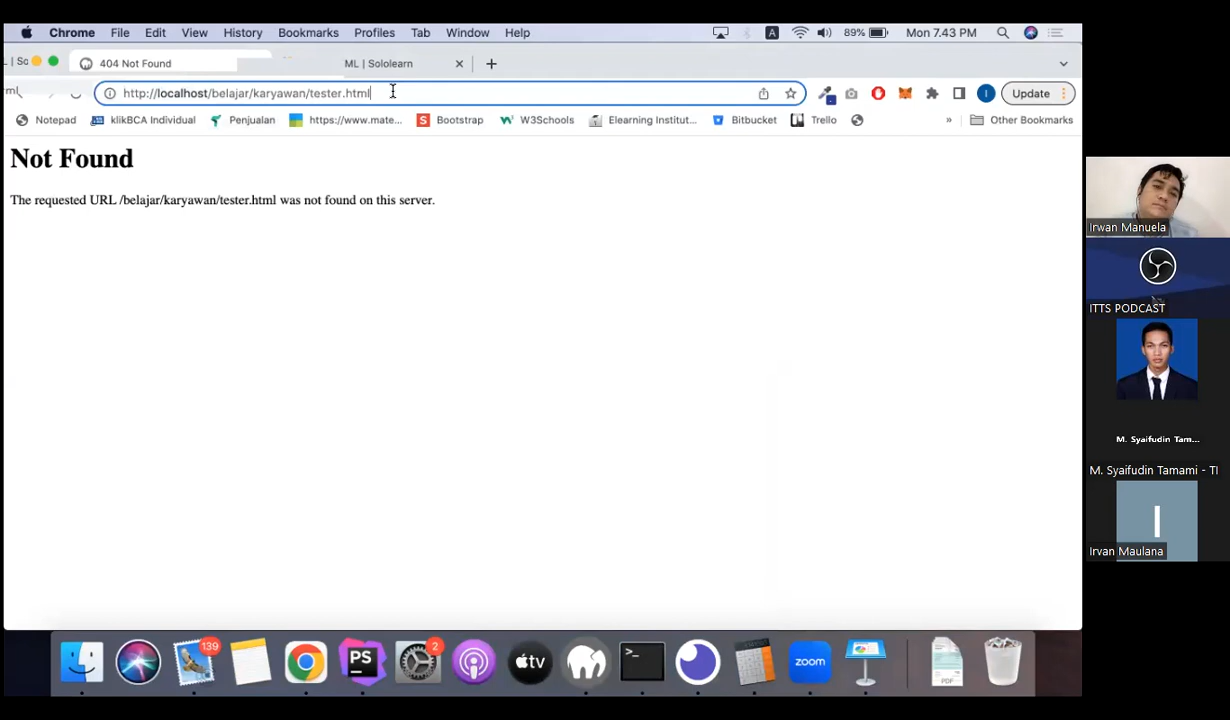 Chrome File Edit View History Bookmarks Profiles Tab Window Help A 89% Mon 7.43 PM
404 Not Found ML | Sololearn
http://localhost/belajar/karyawan/tester.html Update
Notepad klikBCA Individual Penjualan https://www.mate... Bootstrap W3Schools Elearning Institut... Bitbucket Trello » Other Bookmarks
Not Found
The requested URL /belajar/karyawan/tester.html was not found on this server.
Irwan Manuela
ITTS PODCAST
M. Syaifudin Tam...
M. Syaifudin Tamami - TI
I
Irvan Maulana
139
PS
2
tv
>_
zoom
PDF